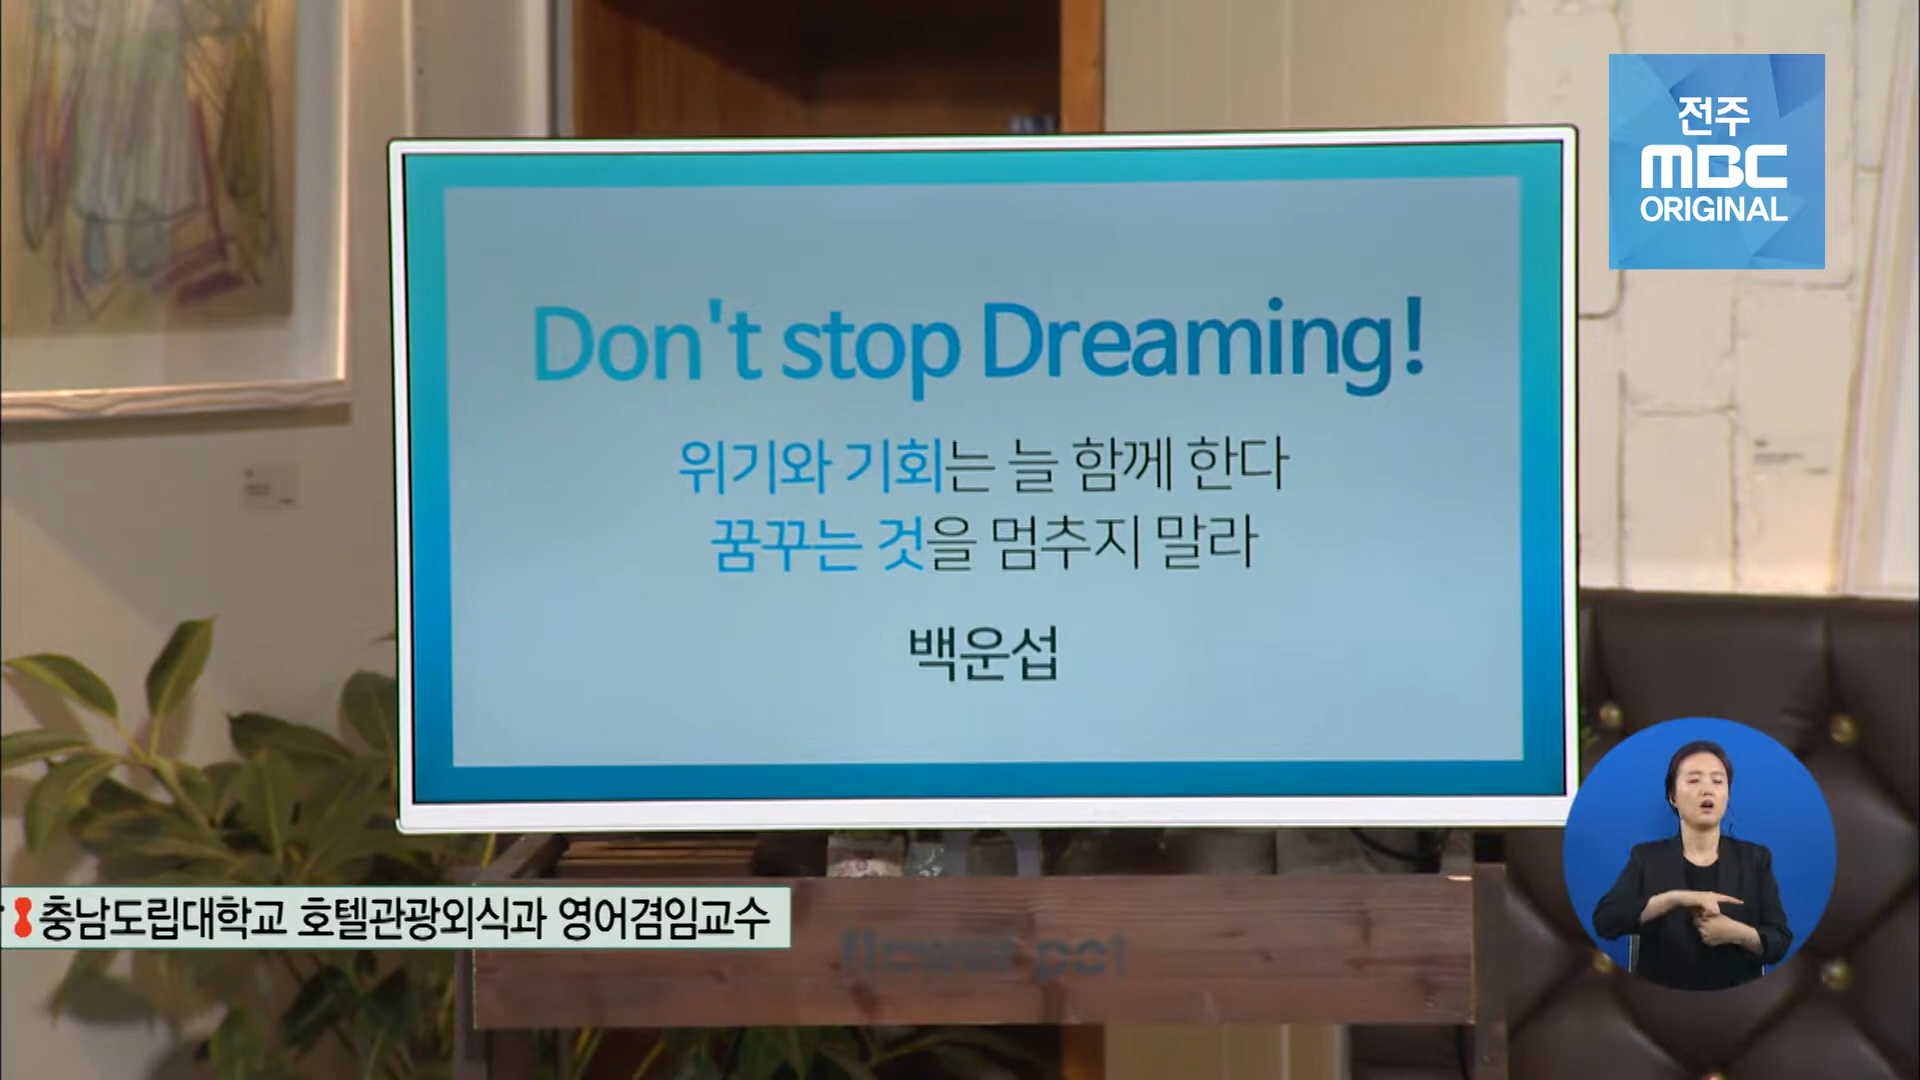 전주
MBC
ORIGINAL
Don't stop Dreaming!
위기와 기회는 늘 함께 한다
꿈꾸는 것을 멈추지 말라
백운섭
충남도립대학교 호텔관광외식과 영어겸임교수
flower pot